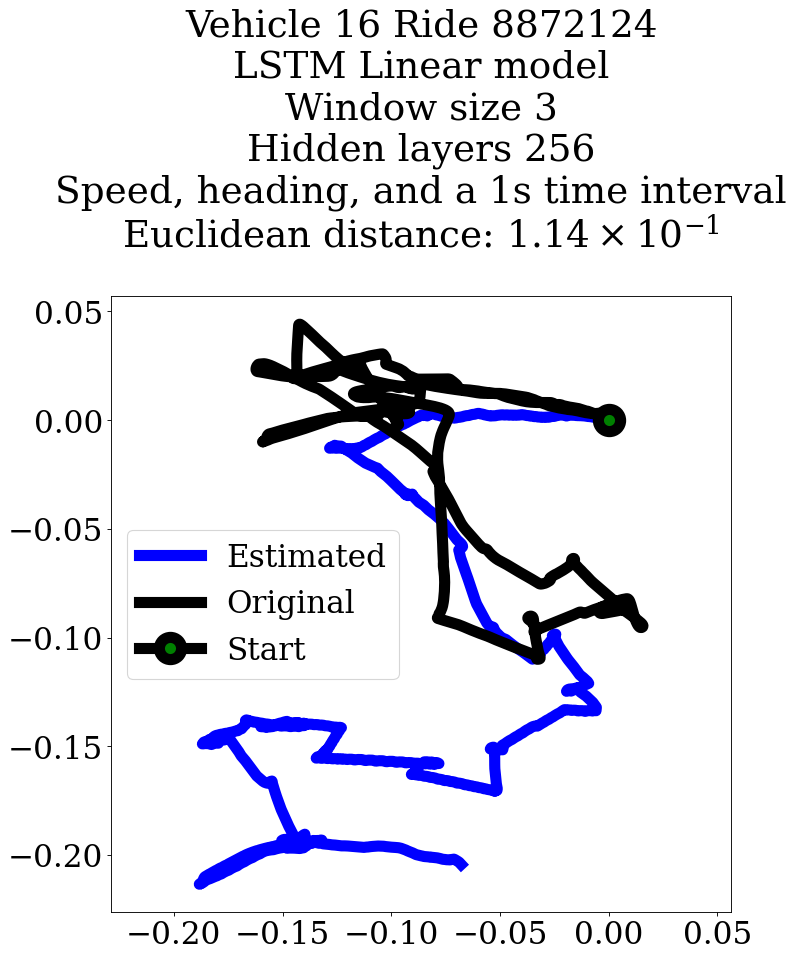 Vehicle 16 Ride 8872124
LSTM Linear model
Window size 3
Hidden layers 256
Speed, heading, and a 1s time interval
Euclidean distance: 1.14 × 10⁻¹
0.05
0.00
−0.05
−0.10
−0.15
−0.20
Estimated
Original
Start
−0.20 −0.15 −0.10 −0.05 0.00 0.05